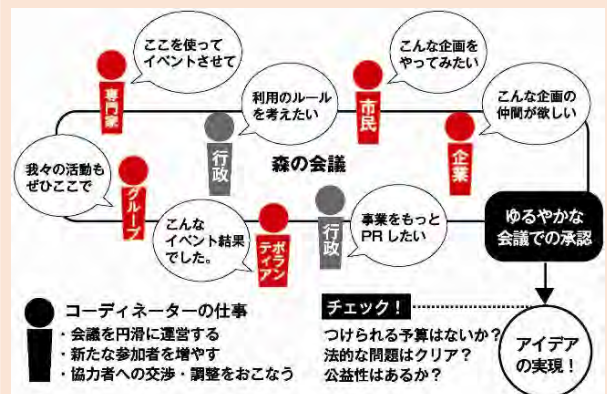 ここを使って
イベントさせて
専門家
利用のルール
を考えたい
行政
こんな企画を
やってみたい
市民
こんな企画の
仲間が欲しい
企業
森の会議
我々の活動も
ぜひここで
グループ
こんな
イベント結果
でした。
ボラン
ティア
事業をもっと
PRしたい
行政
ゆるやかな
会議での承認
コーディネーターの仕事
・会議を円滑に運営する
・新たな参加者を増やす
・協力者への交渉・調整をおこなう
チェック！
つけられる予算はないか？
法的な問題はクリア？
公益性はあるか？
アイデア
の実現！